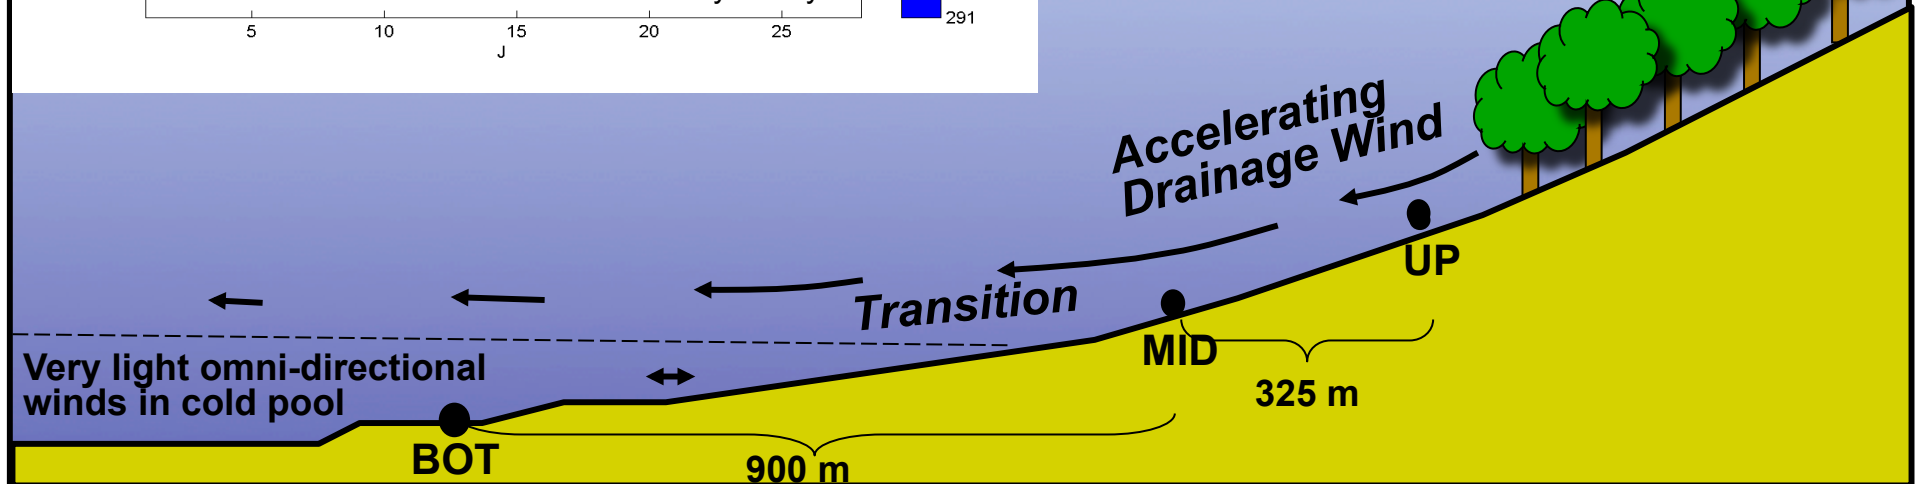 291
5 10 15 20 25
J
Accelerating
Drainage Wind
UP
Transition
MID
Very light omni-directional
winds in cold pool
325 m
BOT
900 m